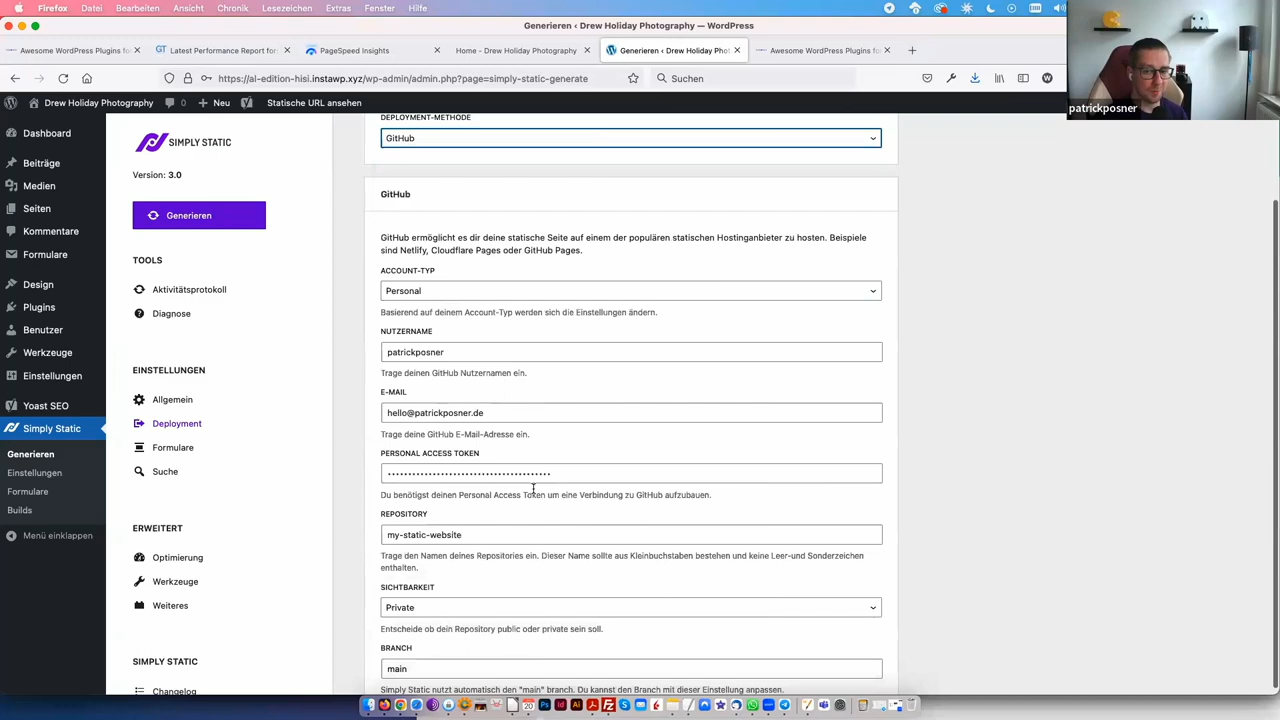 Firefox Datei Bearbeiten Ansicht Chronik Lesezeichen Extras Fenster Hilfe
Generieren ‹ Drew Holiday Photography — WordPress
Awesome WordPress Plugins fo
Latest Performance Report for:
PageSpeed Insights
Home - Drew Holiday Photography
Generieren ‹ Drew Holiday Phot
Awesome WordPress Plugins fo
https://al-edition-hisi.instawp.xyz/wp-admin/admin.php?page=simply-static-generate
Suchen
patrickposner
Drew Holiday Photography 0 Neu Statische URL ansehen
Dashboard
Beiträge
Medien
Seiten
Kommentare
Formulare
Design
Plugins
Benutzer
Werkzeuge
Einstellungen
Yoast SEO
Simply Static
Generieren
Einstellungen
Formulare
Builds
Menü einklappen
SIMPLY STATIC
Version: 3.0
Generieren
TOOLS
Aktivitätsprotokoll
Diagnose
EINSTELLUNGEN
Allgemein
Deployment
Formulare
Suche
ERWEITERT
Optimierung
Werkzeuge
Weiteres
SIMPLY STATIC
Changelog
DEPLOYMENT-METHODE
GitHub
GitHub
GitHub ermöglicht es dir deine statische Seite auf einem der populären statischen Hostinganbieter zu hosten. Beispiele
sind Netlify, Cloudflare Pages oder GitHub Pages.
ACCOUNT-TYP
Personal
Basierend auf deinem Account-Typ werden sich die Einstellungen ändern.
NUTZERNAME
patrickposner
Trage deinen GitHub Nutzernamen ein.
E-MAIL
hello@patrickposner.de
Trage deine GitHub E-Mail-Adresse ein.
PERSONAL ACCESS TOKEN
Du benötigst deinen Personal Access Token um eine Verbindung zu GitHub aufzubauen.
REPOSITORY
my-static-website
Trage den Namen deines Repositories ein. Dieser Name sollte aus Kleinbuchstaben bestehen und keine Leer-und Sonderzeichen
enthalten.
SICHTBARKEIT
Private
Entscheide ob dein Repository public oder private sein soll.
BRANCH
main
Simply Static nutzt automatisch den "main" branch. Du kannst den Branch mit dieser Einstellung anpassen.